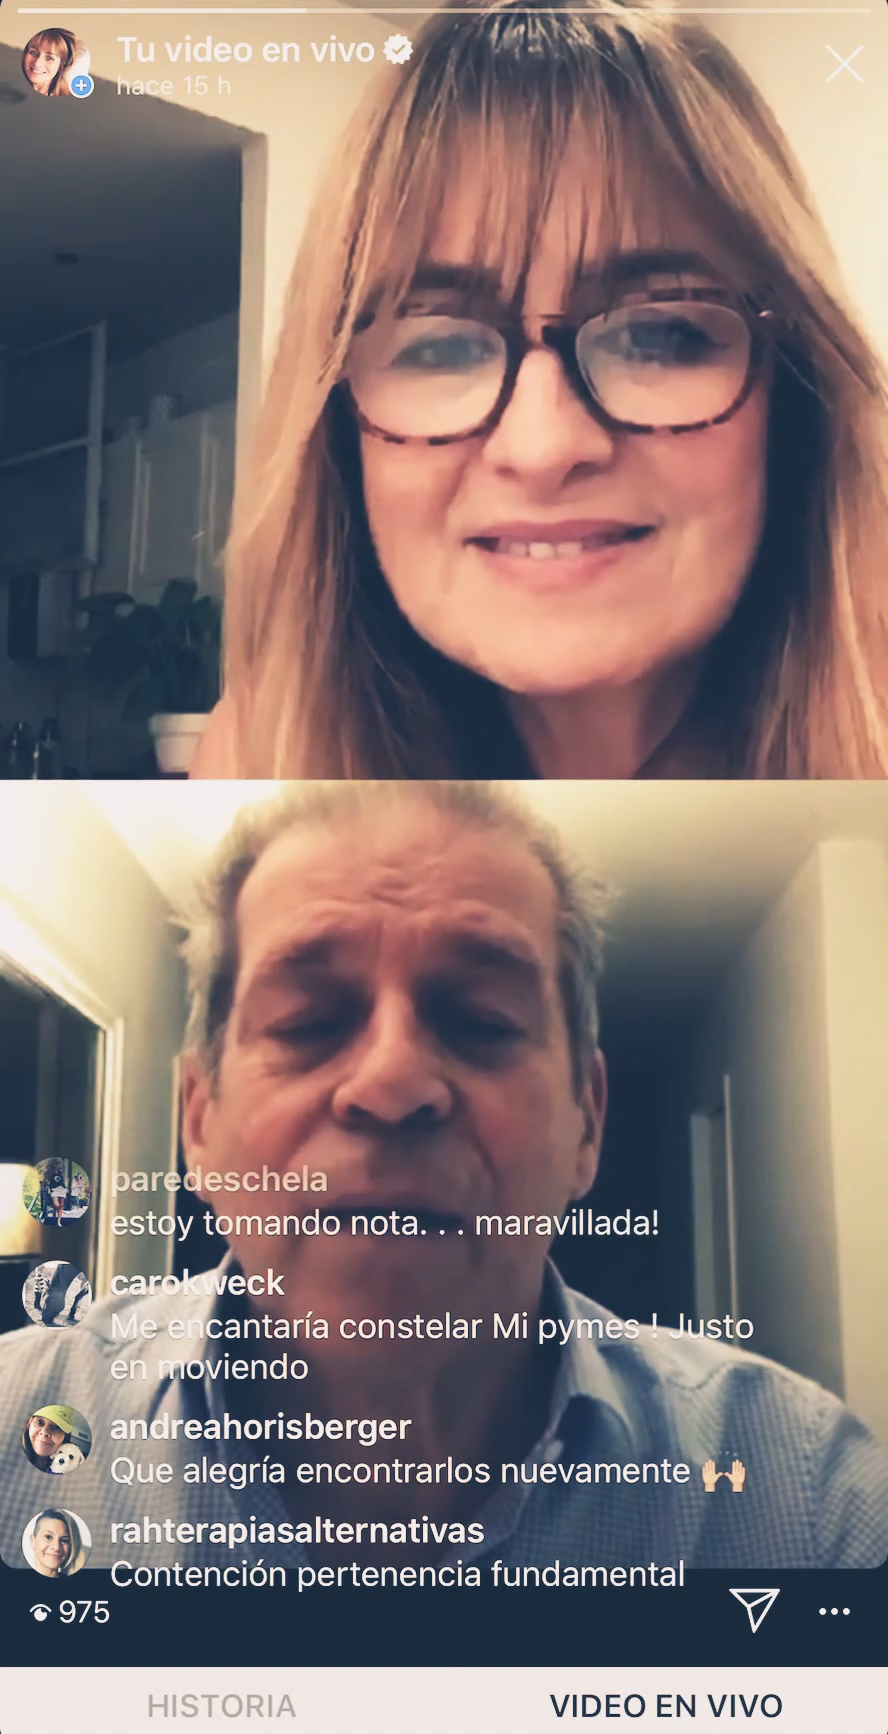 Tu video en vivo
hace 15 h
paredeschela
estoy tomando nota. . . maravillada!
carokweck
Me encantaría constelar Mi pymes ! Justo
en moviendo
andreahorisberger
Que alegría encontrarlos nuevamente 🙌🏻
rahterapiasalternativas
Contención pertenencia fundamental
975
HISTORIA
VIDEO EN VIVO